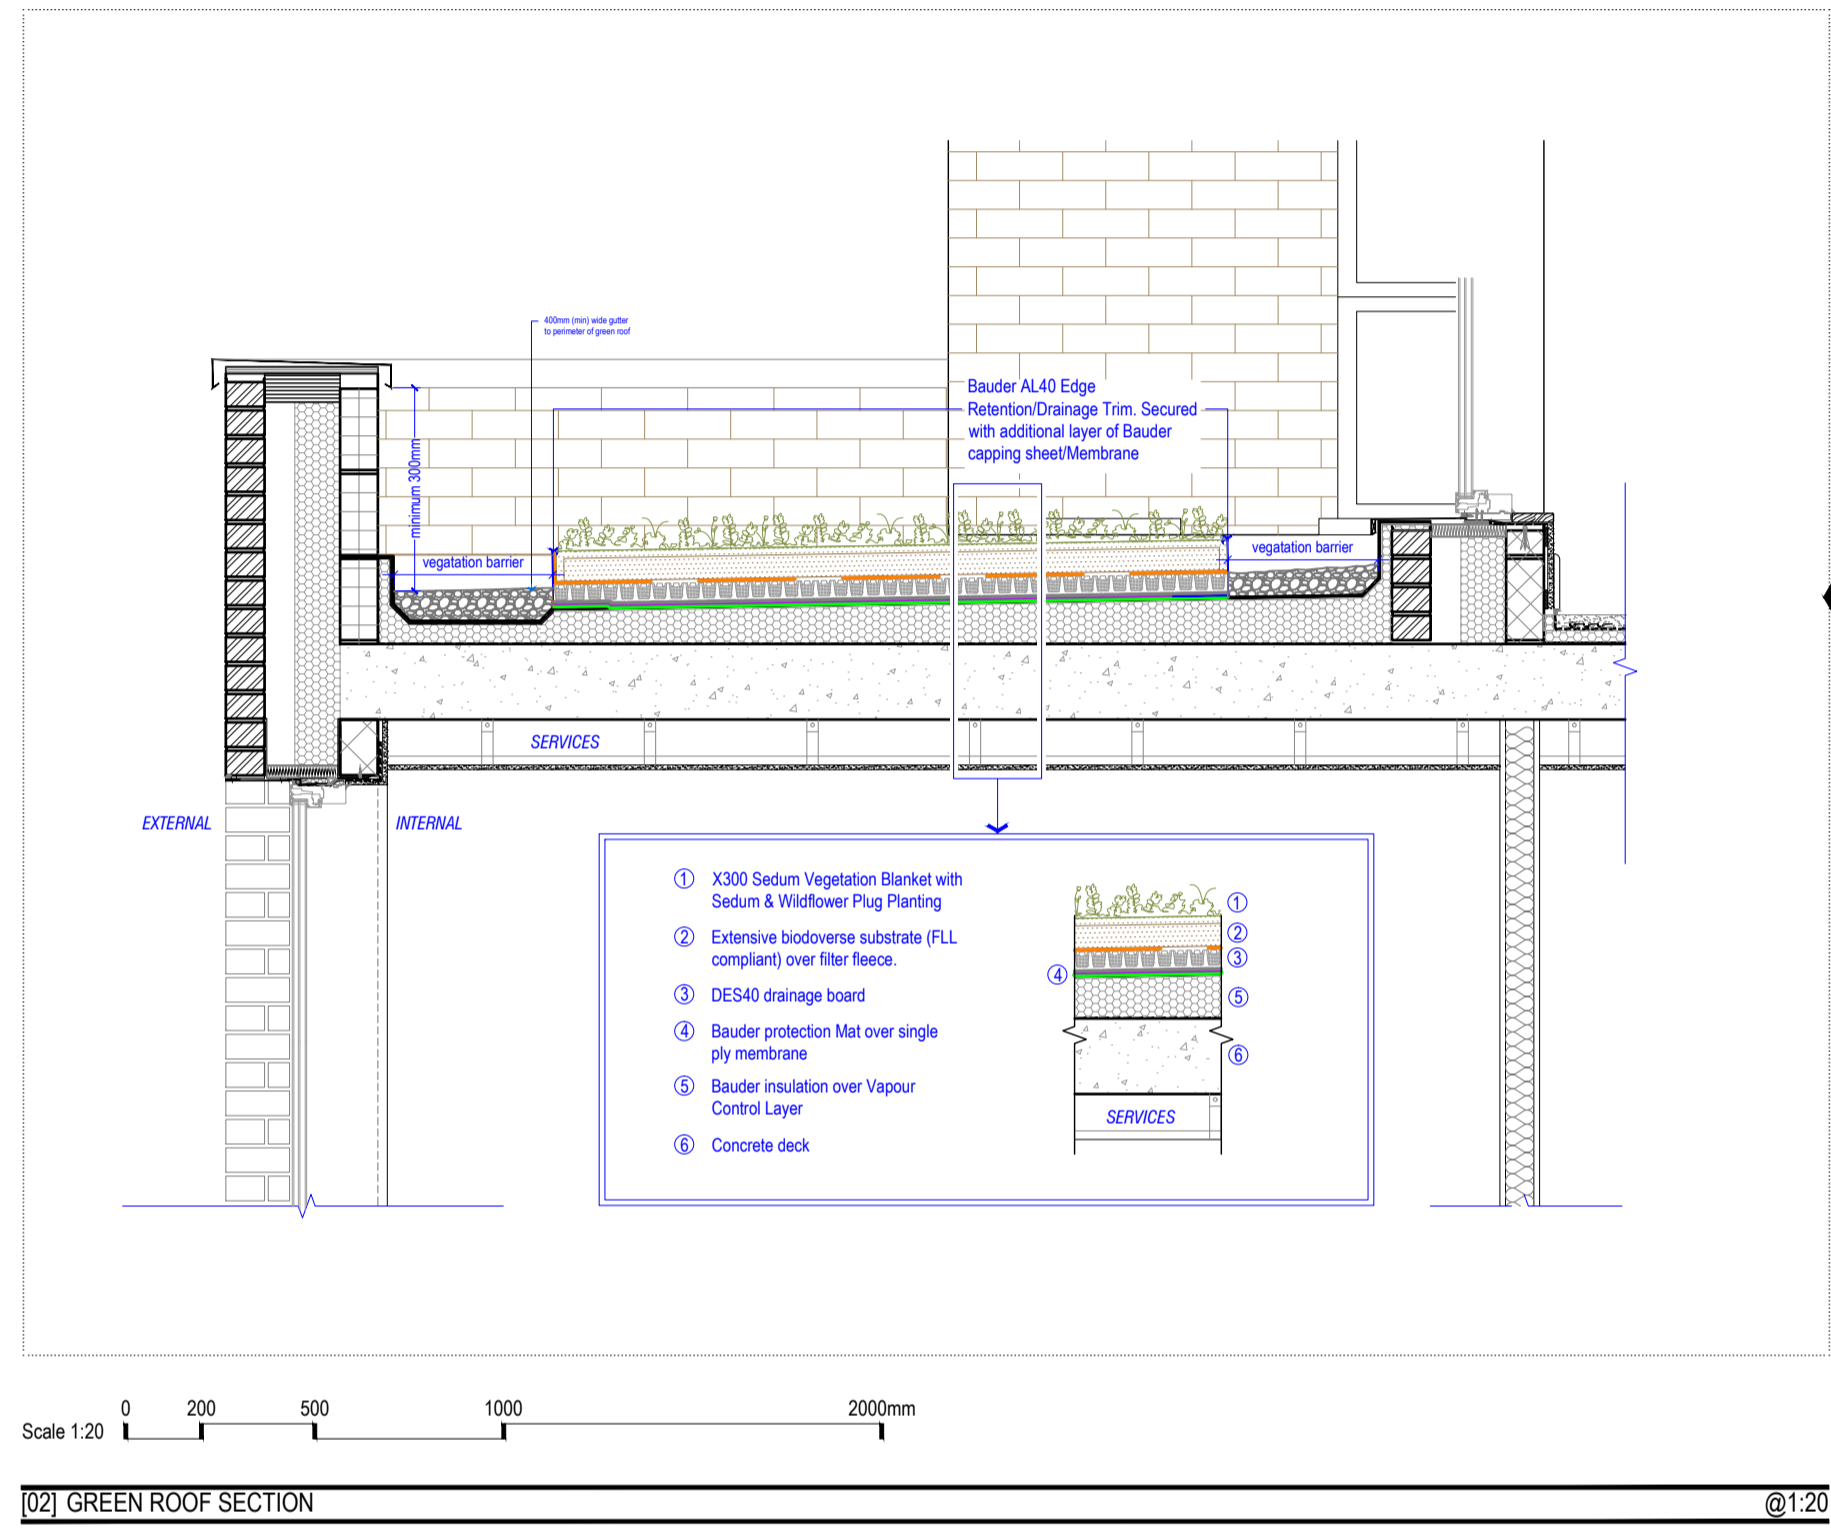 400mm (min) wide gutter
to perimeter of green roof
Bauder AL40 Edge
Retention/Drainage Trim. Secured
with additional layer of Bauder
capping sheet/Membrane
minimum 300mm
vegatation barrier
vegatation barrier
SERVICES
EXTERNAL
INTERNAL
1 X300 Sedum Vegetation Blanket with
Sedum & Wildflower Plug Planting
2 Extensive biodoverse substrate (FLL
compliant) over filter fleece.
3 DES40 drainage board
4 Bauder protection Mat over single
ply membrane
5 Bauder insulation over Vapour
Control Layer
6 Concrete deck
1
2
3
4
5
6
SERVICES
Scale 1:20
0 200 500 1000 2000mm
[02] GREEN ROOF SECTION
@1:20